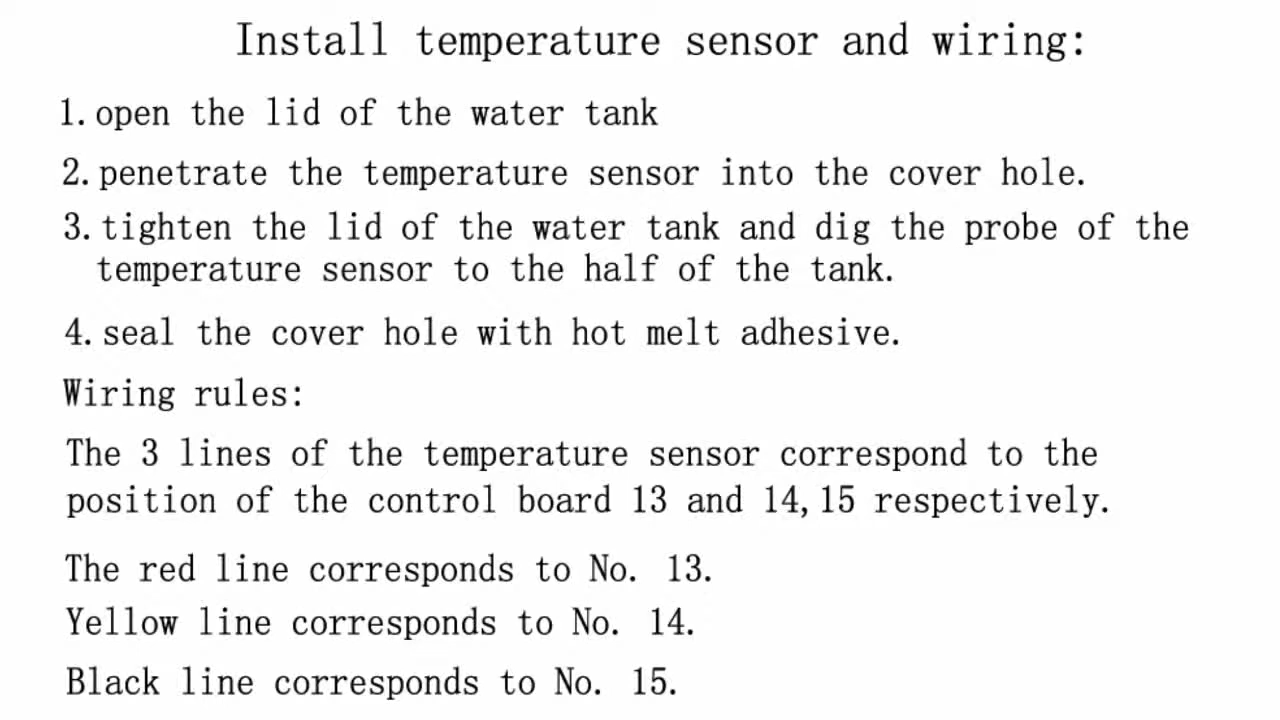 Install temperature sensor and wiring:
1.open the lid of the water tank
2.penetrate the temperature sensor into the cover hole.
3.tighten the lid of the water tank and dig the probe of the
temperature sensor to the half of the tank.
4.seal the cover hole with hot melt adhesive.
Wiring rules:
The 3 lines of the temperature sensor correspond to the
position of the control board 13 and 14,15 respectively.
The red line corresponds to No. 13.
Yellow line corresponds to No. 14.
Black line corresponds to No. 15.